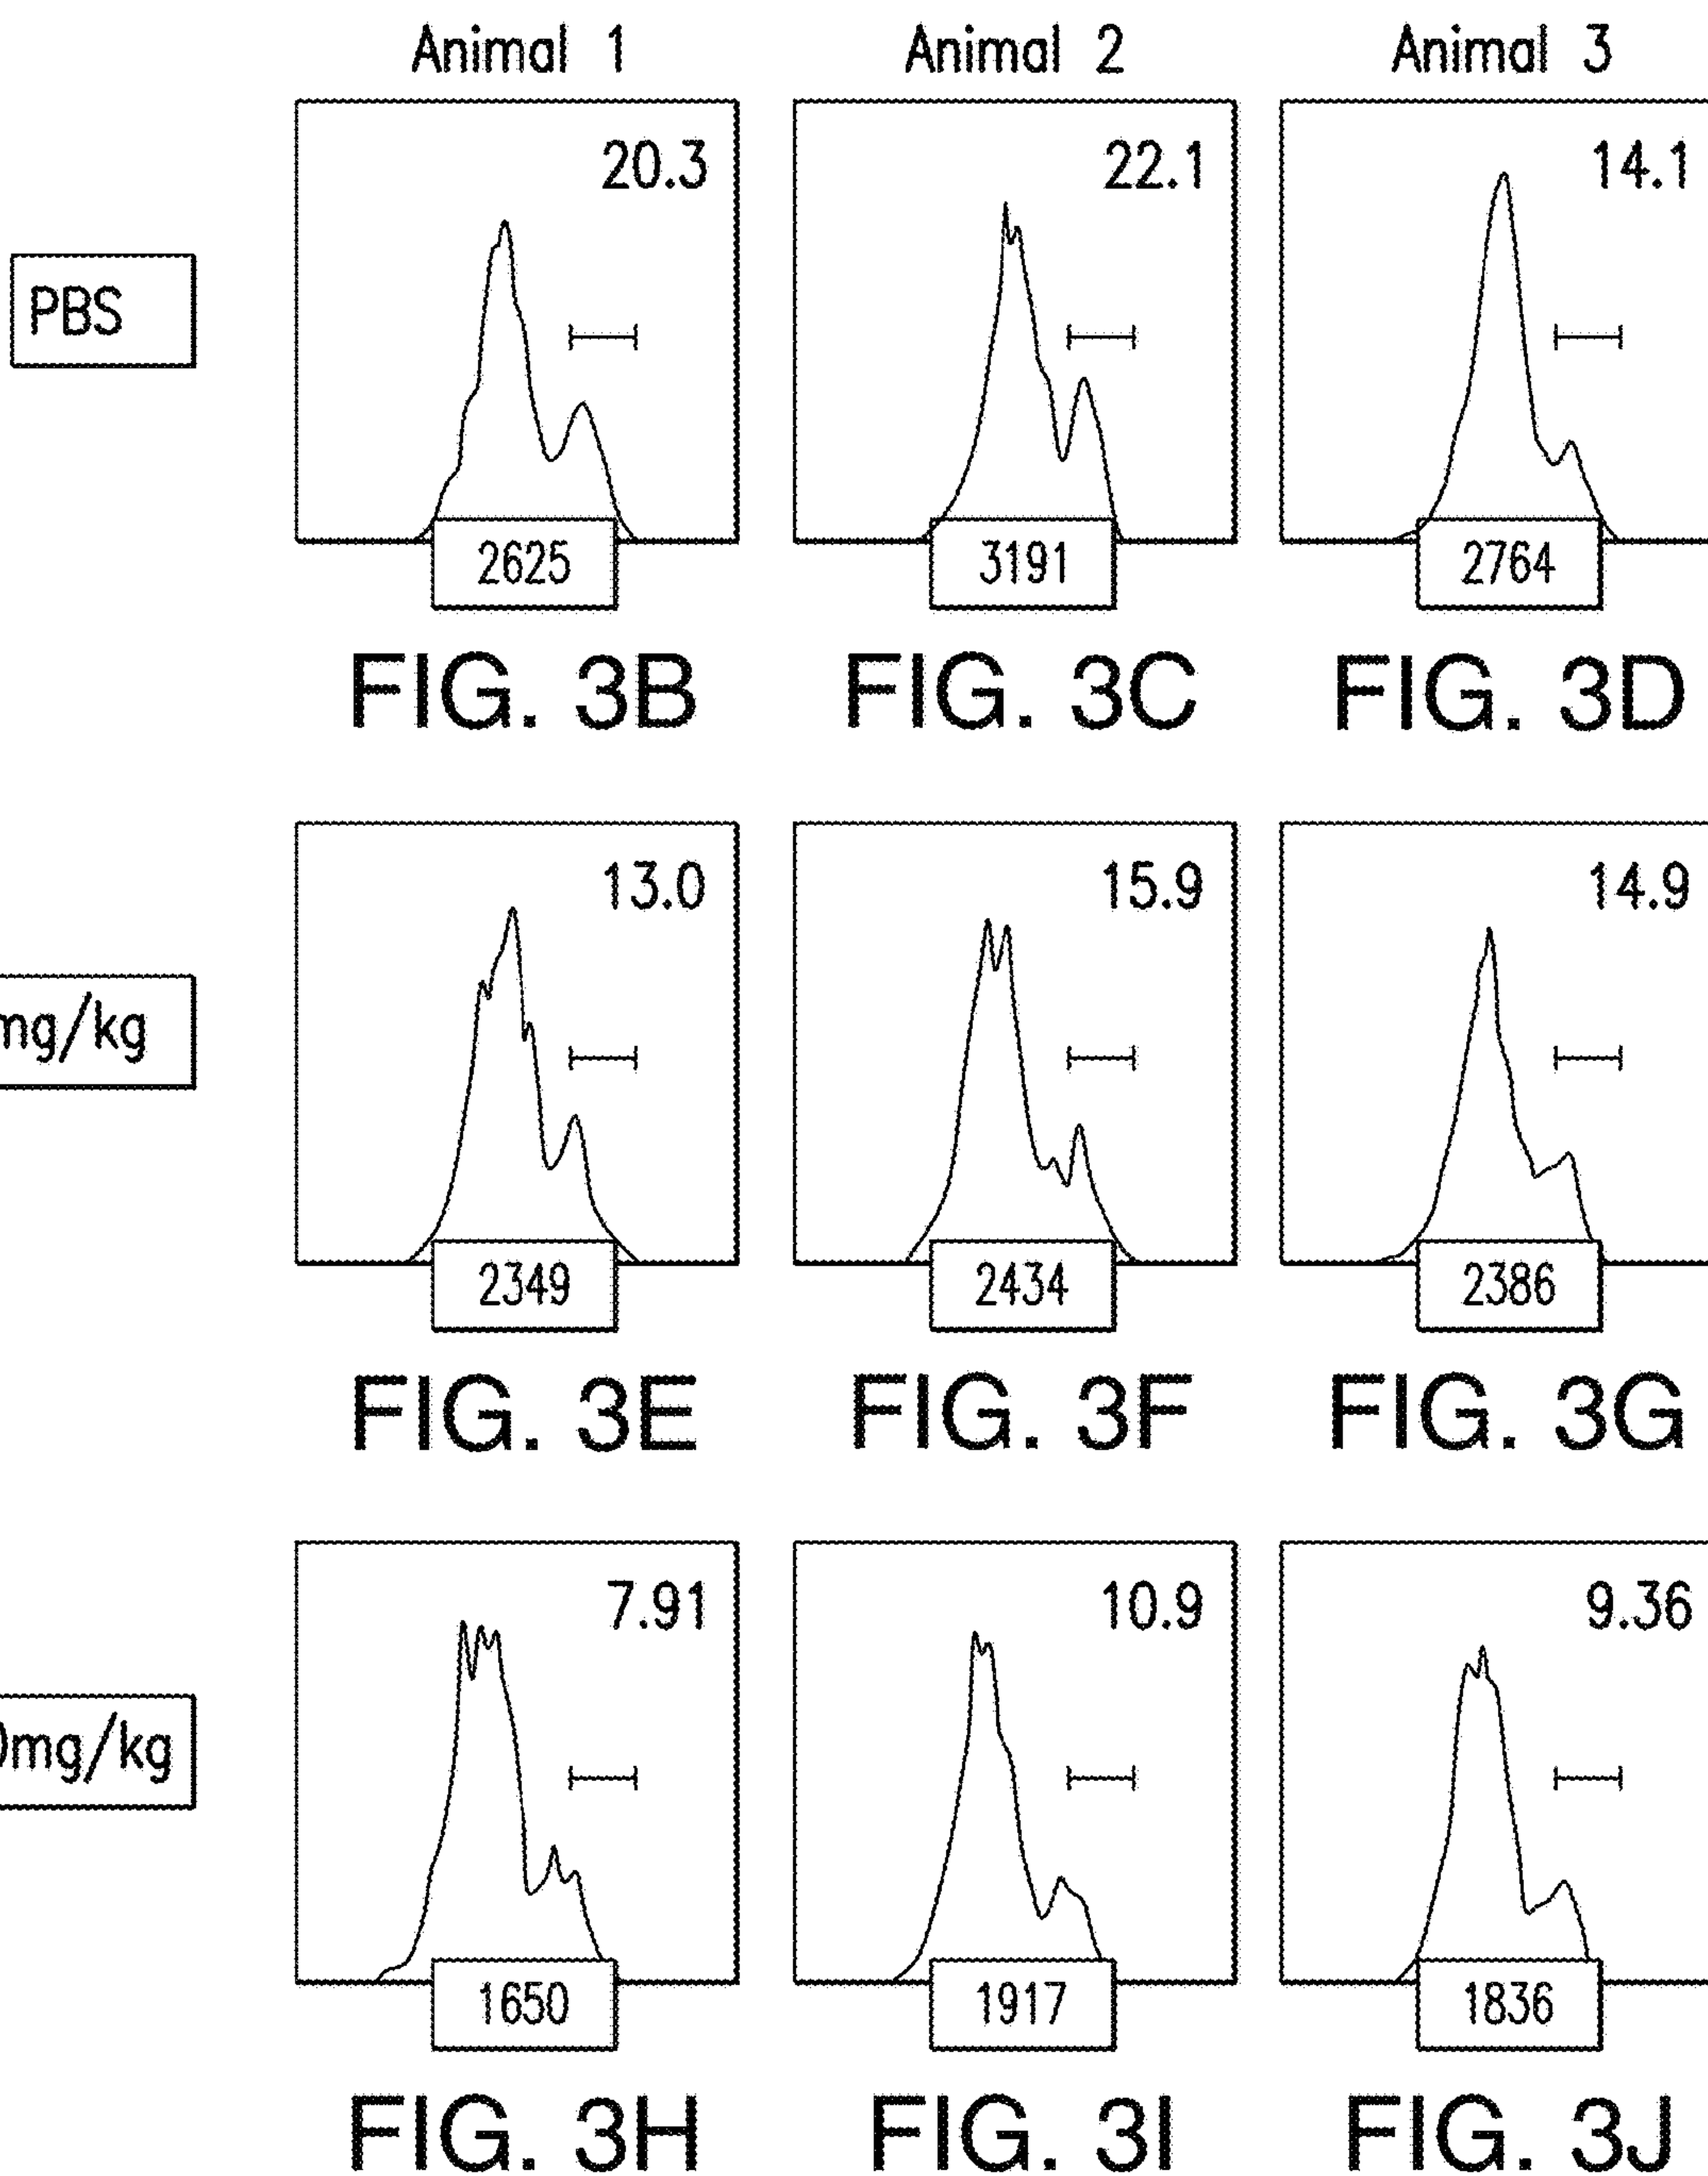 Animal 1 Animal 2 Animal 3
20.3 22.1 14.1
PBS
2625 3191 2764
FIG. 3B FIG. 3C FIG. 3D
13.0 15.9 14.9
mg/kg
2349 2434 2386
FIG. 3E FIG. 3F FIG. 3G
7.91 10.9 9.36
0mg/kg
1650 1917 1836
FIG. 3H FIG. 3I FIG. 3J